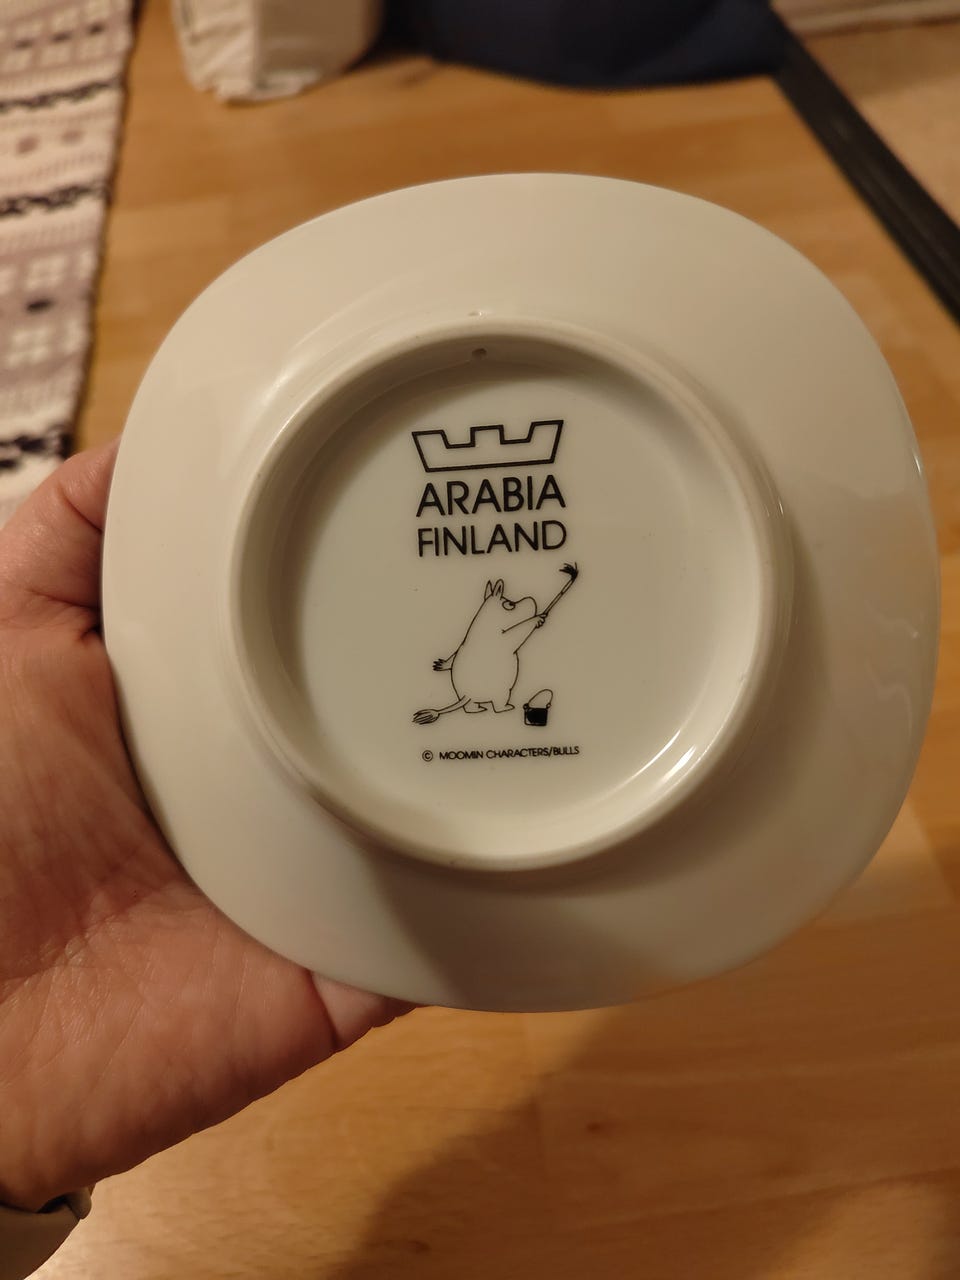 ARABIA
FINLAND
© MOOMIN CHARACTERS/BULLS